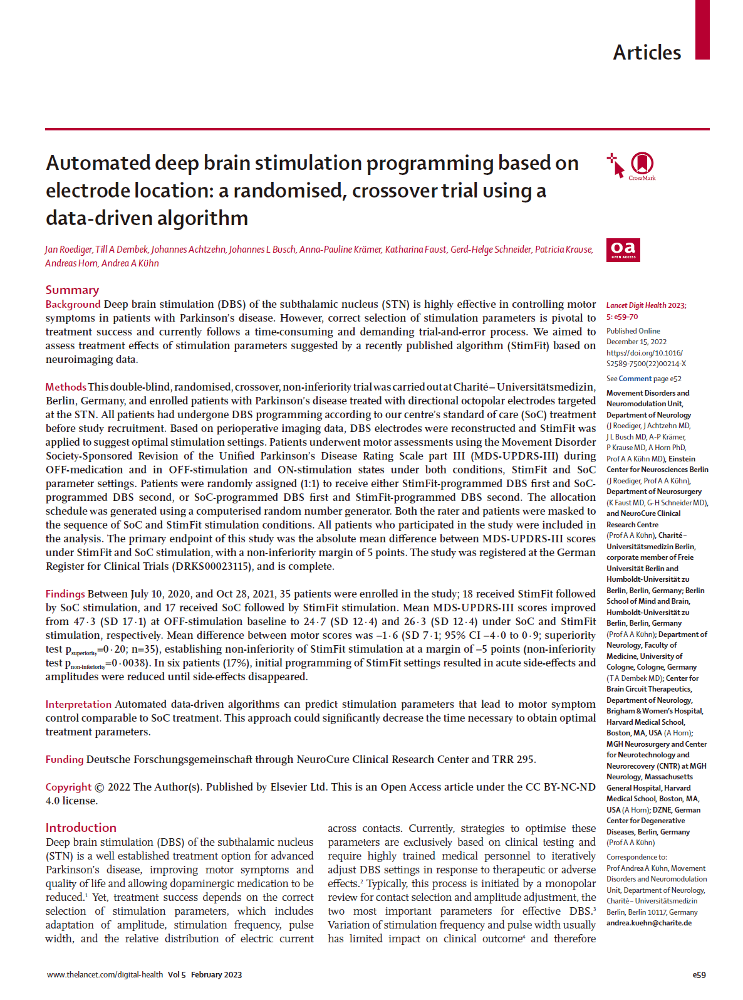 Articles
Automated deep brain stimulation programming based on
electrode location: a randomised, crossover trial using a
data-driven algorithm
CrossMark
Jan Roediger, Till A Dembek, Johannes Achtzehn, Johannes L Busch, Anna-Pauline Krämer, Katharina Faust, Gerd-Helge Schneider, Patricia Krause,
Andreas Horn, Andrea A Kühn
oa
OPEN ACCESS
Summary
Background Deep brain stimulation (DBS) of the subthalamic nucleus (STN) is highly effective in controlling motor
symptoms in patients with Parkinson's disease. However, correct selection of stimulation parameters is pivotal to
treatment success and currently follows a time-consuming and demanding trial-and-error process. We aimed to
assess treatment effects of stimulation parameters suggested by a recently published algorithm (StimFit) based on
neuroimaging data.
Methods This double-blind, randomised, crossover, non-inferiority trial was carried out at Charité – Universitätsmedizin,
Berlin, Germany, and enrolled patients with Parkinson's disease treated with directional octopolar electrodes targeted
at the STN. All patients had undergone DBS programming according to our centre's standard of care (SoC) treatment
before study recruitment. Based on perioperative imaging data, DBS electrodes were reconstructed and StimFit was
applied to suggest optimal stimulation settings. Patients underwent motor assessments using the Movement Disorder
Society-Sponsored Revision of the Unified Parkinson's Disease Rating Scale part III (MDS-UPDRS-III) during
OFF-medication and in OFF-stimulation and ON-stimulation states under both conditions, StimFit and SoC
parameter settings. Patients were randomly assigned (1:1) to receive either StimFit-programmed DBS first and SoC-
programmed DBS second, or SoC-programmed DBS first and StimFit-programmed DBS second. The allocation
schedule was generated using a computerised random number generator. Both the rater and patients were masked to
the sequence of SoC and StimFit stimulation conditions. All patients who participated in the study were included in
the analysis. The primary endpoint of this study was the absolute mean difference between MDS-UPDRS-III scores
under StimFit and SoC stimulation, with a non-inferiority margin of 5 points. The study was registered at the German
Register for Clinical Trials (DRKS00023115), and is complete.
Findings Between July 10, 2020, and Oct 28, 2021, 35 patients were enrolled in the study; 18 received StimFit followed
by SoC stimulation, and 17 received SoC followed by StimFit stimulation. Mean MDS-UPDRS-III scores improved
from 47·3 (SD 17·1) at OFF-stimulation baseline to 24·7 (SD 12·4) and 26·3 (SD 12·4) under SoC and StimFit
stimulation, respectively. Mean difference between motor scores was –1·6 (SD 7·1; 95% CI –4·0 to 0·9; superiority
test psuperiority=0·20; n=35), establishing non-inferiority of StimFit stimulation at a margin of –5 points (non-inferiority
test pnon-inferiority=0·0038). In six patients (17%), initial programming of StimFit settings resulted in acute side-effects and
amplitudes were reduced until side-effects disappeared.
Interpretation Automated data-driven algorithms can predict stimulation parameters that lead to motor symptom
control comparable to SoC treatment. This approach could significantly decrease the time necessary to obtain optimal
treatment parameters.
Funding Deutsche Forschungsgemeinschaft through NeuroCure Clinical Research Center and TRR 295.
Copyright © 2022 The Author(s). Published by Elsevier Ltd. This is an Open Access article under the CC BY-NC-ND
4.0 license.
Introduction
Deep brain stimulation (DBS) of the subthalamic nucleus
(STN) is a well established treatment option for advanced
Parkinson's disease, improving motor symptoms and
quality of life and allowing dopaminergic medication to be
reduced.1 Yet, treatment success depends on the correct
selection of stimulation parameters, which includes
adaptation of amplitude, stimulation frequency, pulse
width, and the relative distribution of electric current
across contacts. Currently, strategies to optimise these
parameters are exclusively based on clinical testing and
require highly trained medical personnel to iteratively
adjust DBS settings in response to therapeutic or adverse
effects.2 Typically, this process is initiated by a monopolar
review for contact selection and amplitude adjustment, the
two most important parameters for effective DBS.3
Variation of stimulation frequency and pulse width usually
has limited impact on clinical outcome4 and therefore
Lancet Digit Health 2023;
5: e59–70
Published Online
December 15, 2022
https://doi.org/10.1016/
S2589-7500(22)00214-X
See Comment page e52
Movement Disorders and
Neuromodulation Unit,
Department of Neurology
(J Roediger, J Achtzehn MD,
J L Busch MD, A-P Krämer,
P Krause MD, A Horn PhD,
Prof A A Kühn MD), Einstein
Center for Neurosciences Berlin
(J Roediger, Prof A A Kühn),
Department of Neurosurgery
(K Faust MD, G-H Schneider MD),
and NeuroCure Clinical
Research Centre
(Prof A A Kühn), Charité –
Universitätsmedizin Berlin,
corporate member of Freie
Universität Berlin and
Humboldt-Universität zu
Berlin, Berlin, Germany; Berlin
School of Mind and Brain,
Humboldt-Universität zu
Berlin, Berlin, Germany
(Prof A A Kühn); Department of
Neurology, Faculty of
Medicine, University of
Cologne, Cologne, Germany
(T A Dembek MD); Center for
Brain Circuit Therapeutics,
Department of Neurology,
Brigham & Women's Hospital,
Harvard Medical School,
Boston, MA, USA (A Horn);
MGH Neurosurgery and Center
for Neurotechnology and
Neurorecovery (CNTR) at MGH
Neurology, Massachusetts
General Hospital, Harvard
Medical School, Boston, MA,
USA (A Horn); DZNE, German
Center for Degenerative
Diseases, Berlin, Germany
(Prof A A Kühn)
Correspondence to:
Prof Andrea A Kühn, Movement
Disorders and Neuromodulation
Unit, Department of Neurology,
Charité – Universitätsmedizin
Berlin, Berlin 10117, Germany
andrea.kuehn@charite.de
www.thelancet.com/digital-health Vol 5 February 2023
e59